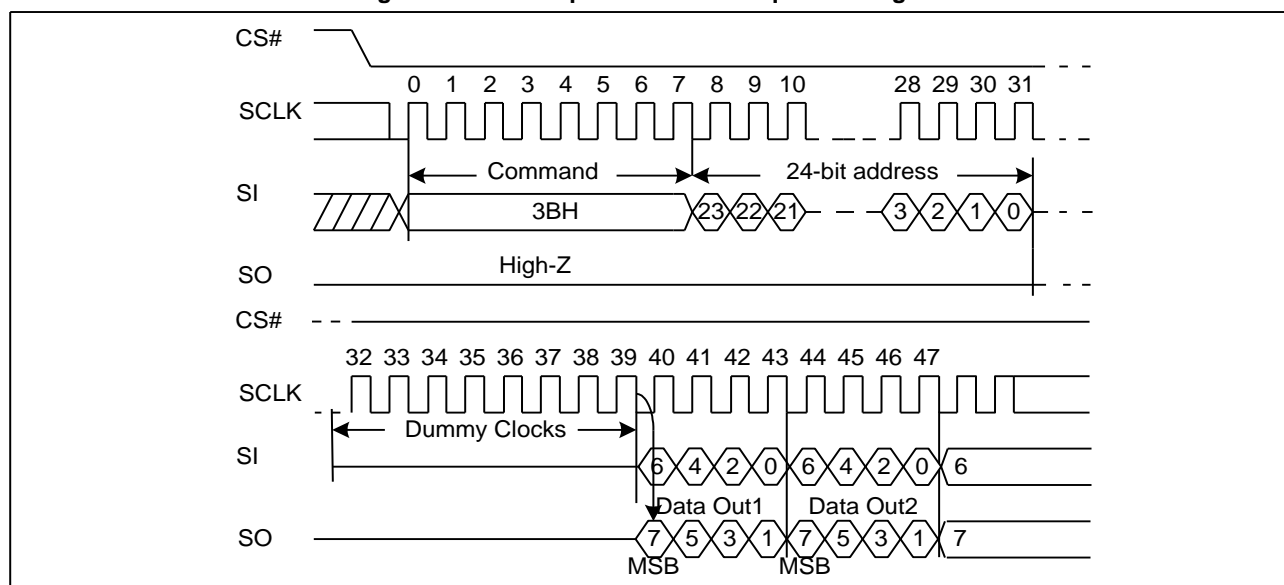 CS#
0 1 2 3 4 5 6 7 8 9 10 28 29 30 31
SCLK
Command 24-bit address
SI
3BH 23 22 21 3 2 1 0
High-Z
SO
CS#
32 33 34 35 36 37 38 39 40 41 42 43 44 45 46 47
SCLK
Dummy Clocks
SI
6 4 2 0 6 4 2 0 6
Data Out1 Data Out2
SO
7 5 3 1 7 5 3 1 7
MSB MSB